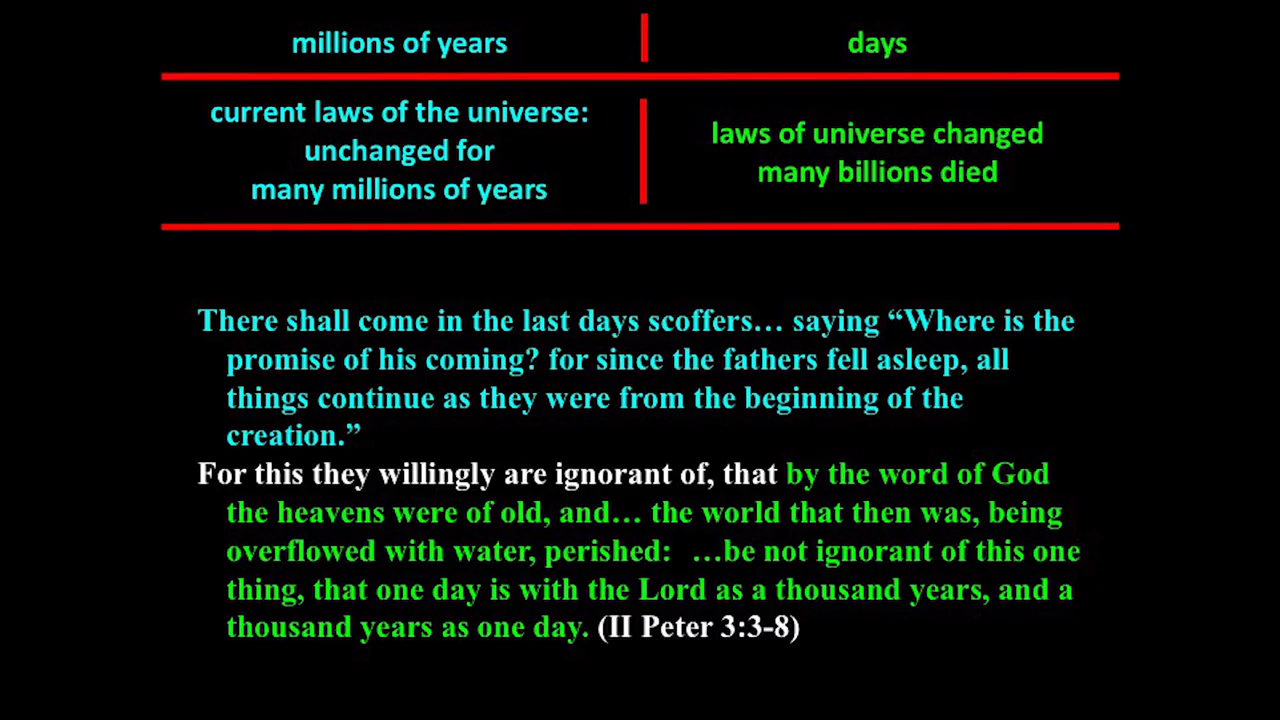 millions of years
days
current laws of the universe:
unchanged for
many millions of years
laws of universe changed
many billions died
There shall come in the last days scoffers… saying “Where is the
promise of his coming? for since the fathers fell asleep, all
things continue as they were from the beginning of the
creation.”
For this they willingly are ignorant of, that by the word of God
the heavens were of old, and… the world that then was, being
overflowed with water, perished: …be not ignorant of this one
thing, that one day is with the Lord as a thousand years, and a
thousand years as one day. (II Peter 3:3-8)